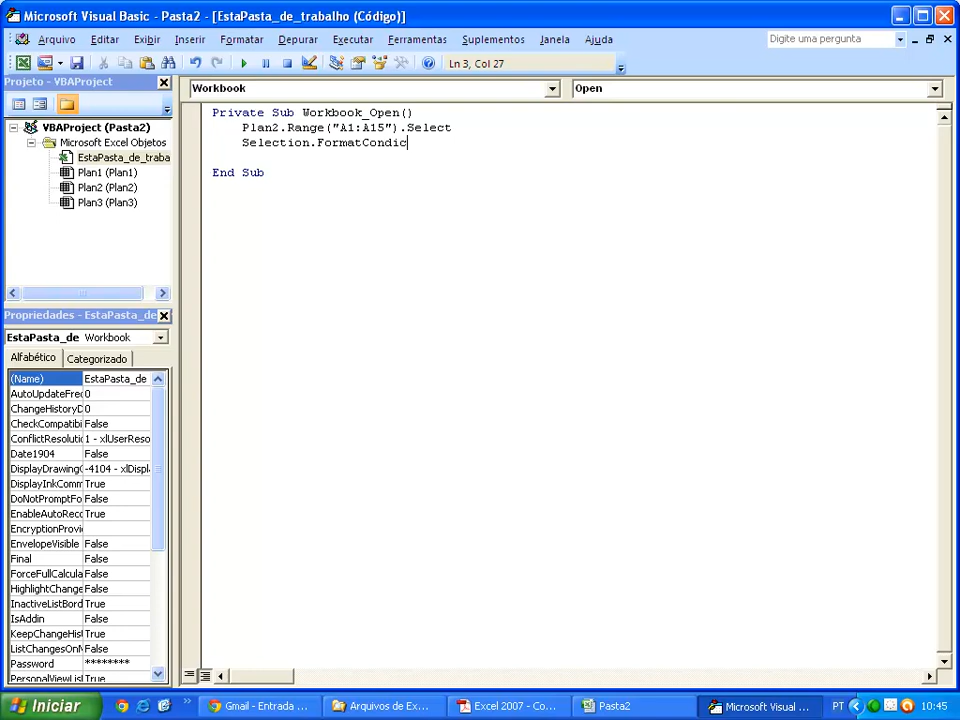 Microsoft Visual Basic - Pasta2 - [EstaPasta_de_trabalho (Código)]
Arquivo Editar Exibir Inserir Formatar Depurar Executar Ferramentas Suplementos Janela Ajuda
Digite uma pergunta
Ln 3, Col 27
Projeto - VBAProject
Workbook
Open
VBAProject (Pasta2)
Microsoft Excel Objetos
EstaPasta_de_traba
Plan1 (Plan1)
Plan2 (Plan2)
Plan3 (Plan3)
Private Sub Workbook_Open()
Plan2.Range("A1:A15").Select
Selection.FormatCondic
End Sub
Propriedades - EstaPasta_de
EstaPasta_de Workbook
Alfabético Categorizado
(Name) EstaPasta_de
AutoUpdateFreq 0
ChangeHistoryD 0
CheckCompatibi False
ConflictResoluti 1 - xlUserReso
Date1904 False
DisplayDrawing -4104 - xlDispl
DisplayInkComm True
DoNotPromptFo False
EnableAutoReco True
EncryptionProvi
EnvelopeVisible False
Final False
ForceFullCalcula False
HighlightChange False
InactiveListBord True
IsAddin False
KeepChangeHis True
ListChangesOnN False
Password ********
PersonalViewLis True
Iniciar
Gmail - Entrada ...
Arquivos de Ex...
Excel 2007 - Co...
Pasta2
Microsoft Visual ...
PT
10:45